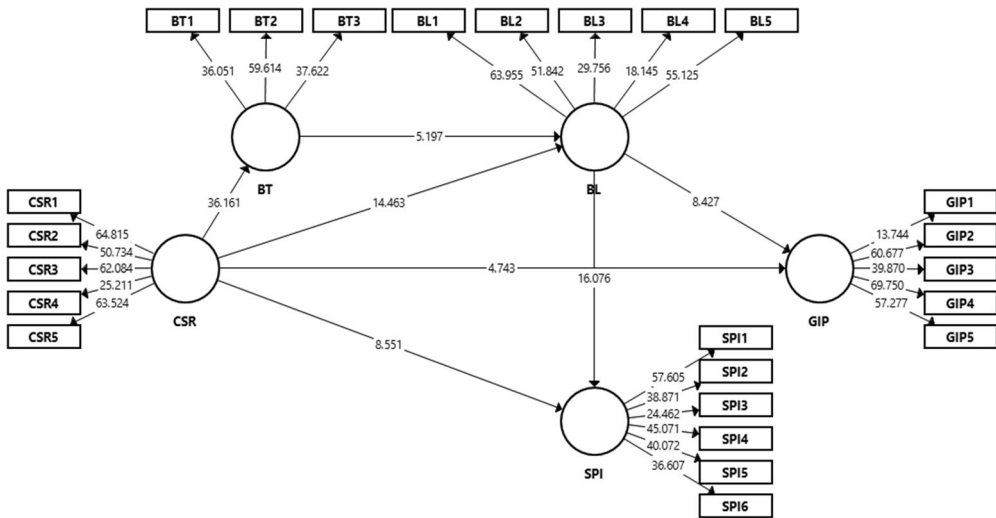 BT1 BT2 BT3 BL1 BL2 BL3 BL4 BL5
36.051 59.614 37.622 63.955 51.842 29.756 18.145 55.125
5.197
BT BL
36.161 14.463 8.427
CSR1 GIP1
64.815 13.744
CSR2 GIP2
50.734 60.677
CSR3 62.084 4.743 39.870 GIP3
25.211 16.076 69.750
CSR4 GIP4
63.524 57.277
CSR5 CSR GIP GIP5
8.551
SPI1
57.605
SPI2
38.871
24.462 SPI3
45.071 SPI4
40.072
SPI5
36.607
SPI
SPI6